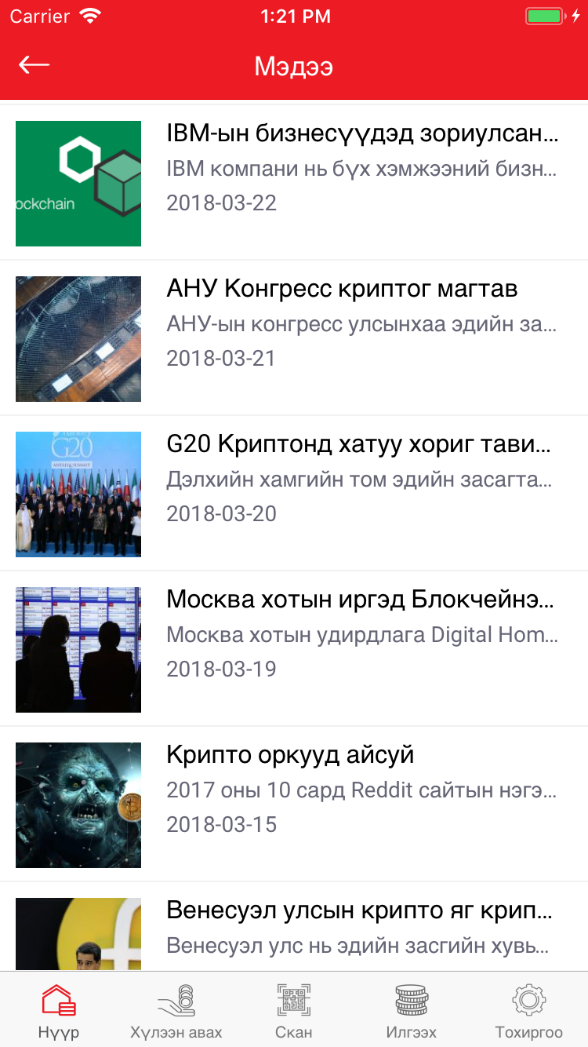 Carrier
1:21 PM
Мэдээ
ockchain
IBM-ын бизнесүүдэд зориулсан...
IBM компани нь бүх хэмжээний бизн...
2018-03-22
АНУ Конгресс криптог магтав
АНУ-ын конгресс улсынхаа эдийн за...
2018-03-21
G20
G20 Криптонд хатуу хориг тави...
Дэлхийн хамгийн том эдийн засагта...
2018-03-20
Москва хотын иргэд Блокчейнэ...
Москва хотын удирдлага Digital Hom...
2018-03-19
Крипто оркууд айсуй
2017 оны 10 сард Reddit сайтын нэгэ...
2018-03-15
Венесуэл улсын крипто яг крип...
Венесуэл улс нь эдийн засгийн хувь...
Нүүр
Хүлээн авах
Скан
Илгээх
Тохиргоо